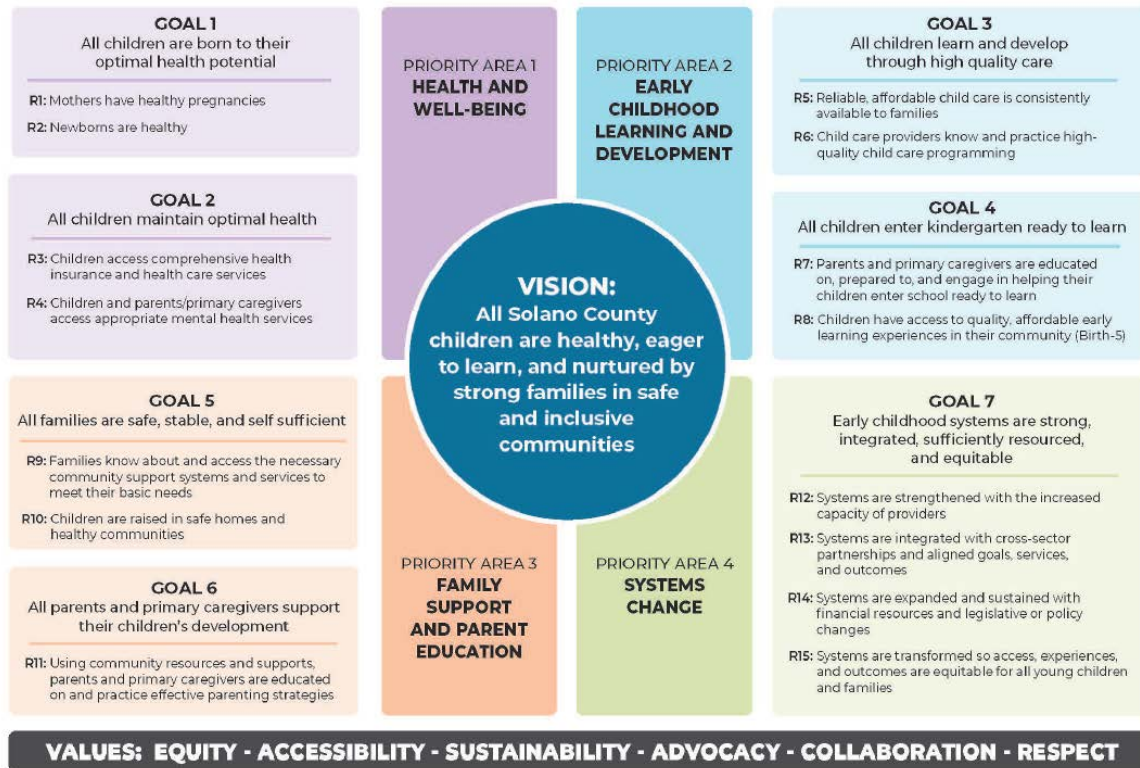 GOAL 1
All children are born to their
optimal health potential
R1: Mothers have healthy pregnancies
R2: Newborns are healthy
GOAL 2
All children maintain optimal health
R3: Children access comprehensive health
insurance and health care services
R4: Children and parents/primary caregivers
access appropriate mental health services
PRIORITY AREA 1
HEALTH AND
WELL-BEING
PRIORITY AREA 2
EARLY
CHILDHOOD
LEARNING AND
DEVELOPMENT
GOAL 3
All children learn and develop
through high quality care
R5: Reliable, affordable child care is consistently
available to families
R6: Child care providers know and practice high-
quality child care programming
GOAL 4
All children enter kindergarten ready to learn
R7: Parents and primary caregivers are educated
on, prepared to, and engage in helping their
children enter school ready to learn
R8: Children have access to quality, affordable early
learning experiences in their community (Birth-5)
VISION:
All Solano County
children are healthy, eager
to learn, and nurtured by
strong families in safe
and inclusive
communities
GOAL 5
All families are safe, stable, and self sufficient
R9: Families know about and access the necessary
community support systems and services to
meet their basic needs
R10: Children are raised in safe homes and
healthy communities
GOAL 6
All parents and primary caregivers support
their children's development
R11: Using community resources and supports,
parents and primary caregivers are educated
on and practice effective parenting strategies
PRIORITY AREA 3
FAMILY
SUPPORT
AND PARENT
EDUCATION
PRIORITY AREA 4
SYSTEMS
CHANGE
GOAL 7
Early childhood systems are strong,
integrated, sufficiently resourced,
and equitable
R12: Systems are strengthened with the increased
capacity of providers
R13: Systems are integrated with cross-sector
partnerships and aligned goals, services,
and outcomes
R14: Systems are expanded and sustained with
financial resources and legislative or policy
changes
R15: Systems are transformed so access, experiences,
and outcomes are equitable for all young children
and families
VALUES: EQUITY - ACCESSIBILITY - SUSTAINABILITY - ADVOCACY - COLLABORATION - RESPECT